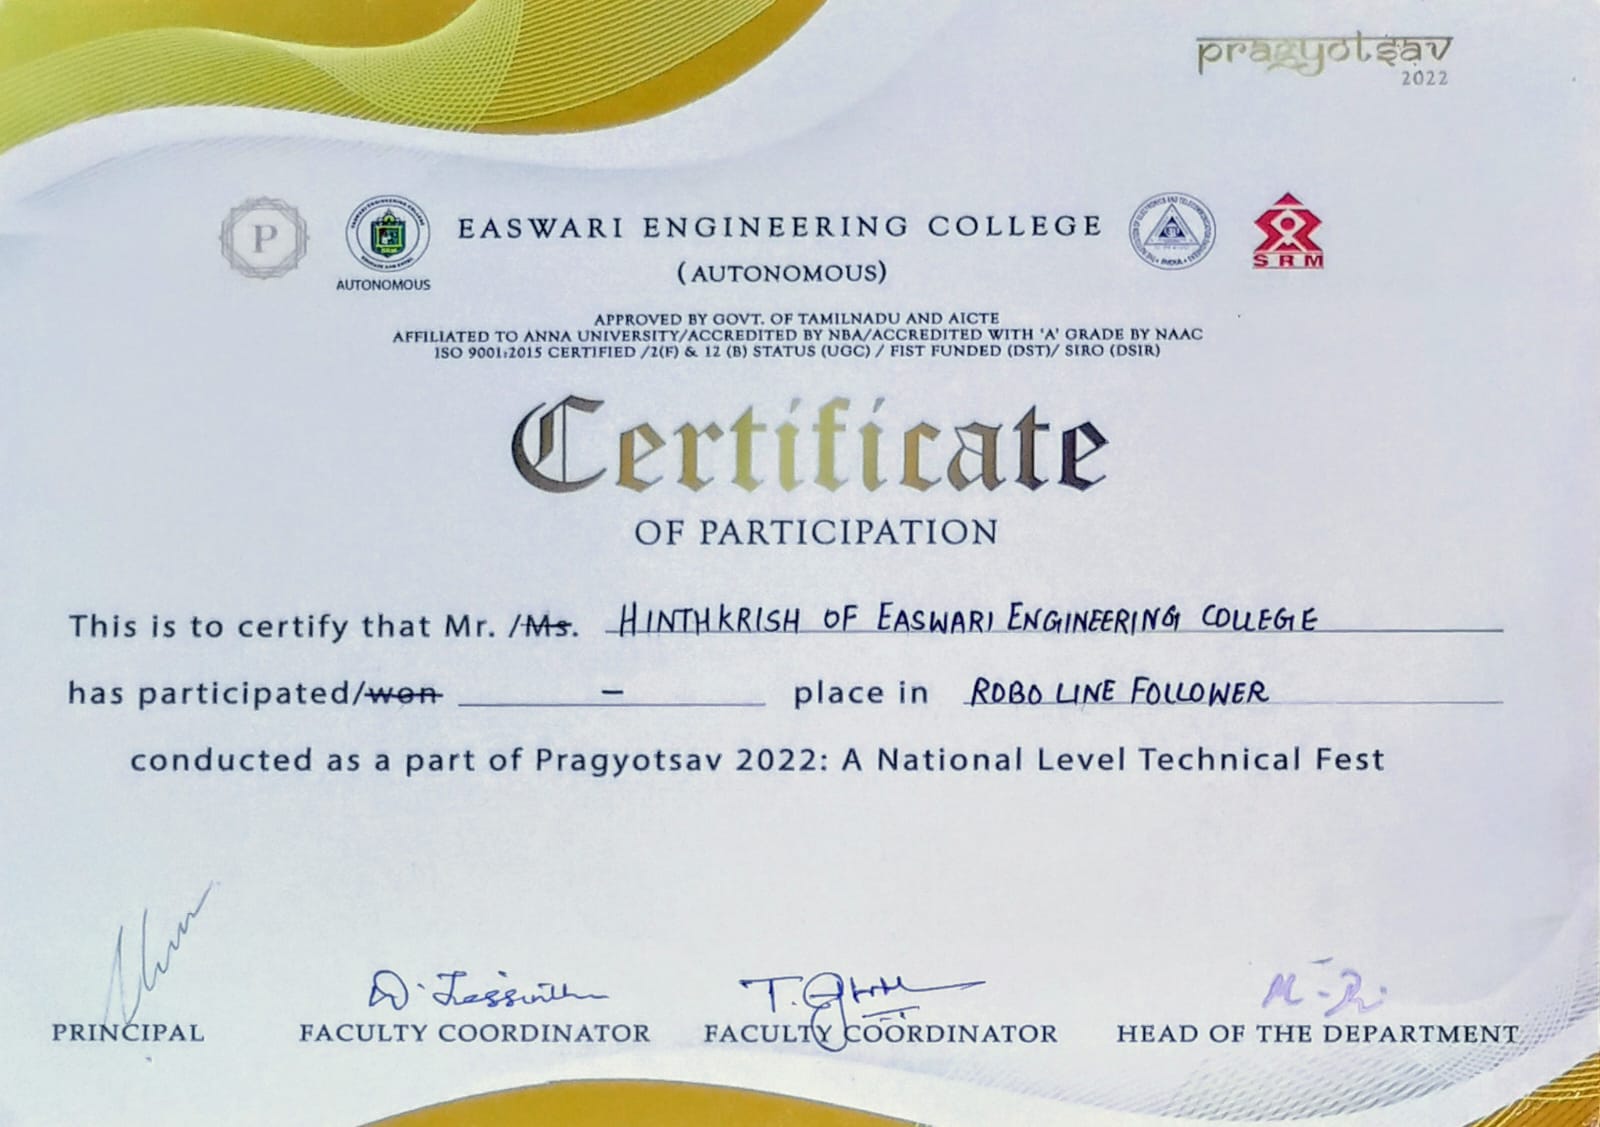 pragyotsav
2022
P
EASWARI ENGINEERING COLLEGE
(AUTONOMOUS)
AUTONOMOUS
SRM
APPROVED BY GOVT. OF TAMILNADU AND AICTE
AFFILIATED TO ANNA UNIVERSITY/ACCREDITED BY NBA/ACCREDITED WITH 'A' GRADE BY NAAC
ISO 9001:2015 CERTIFIED /2(F) & 12 (B) STATUS (UGC) / FIST FUNDED (DST)/ SIRO (DSIR)
Certificate
OF PARTICIPATION
This is to certify that Mr. /Ms. HINTHKRISH OF EASWARI ENGINEERING COLLEGE
has participated/won – place in ROBO LINE FOLLOWER
conducted as a part of Pragyotsav 2022: A National Level Technical Fest
PRINCIPAL FACULTY COORDINATOR FACULTY COORDINATOR HEAD OF THE DEPARTMENT